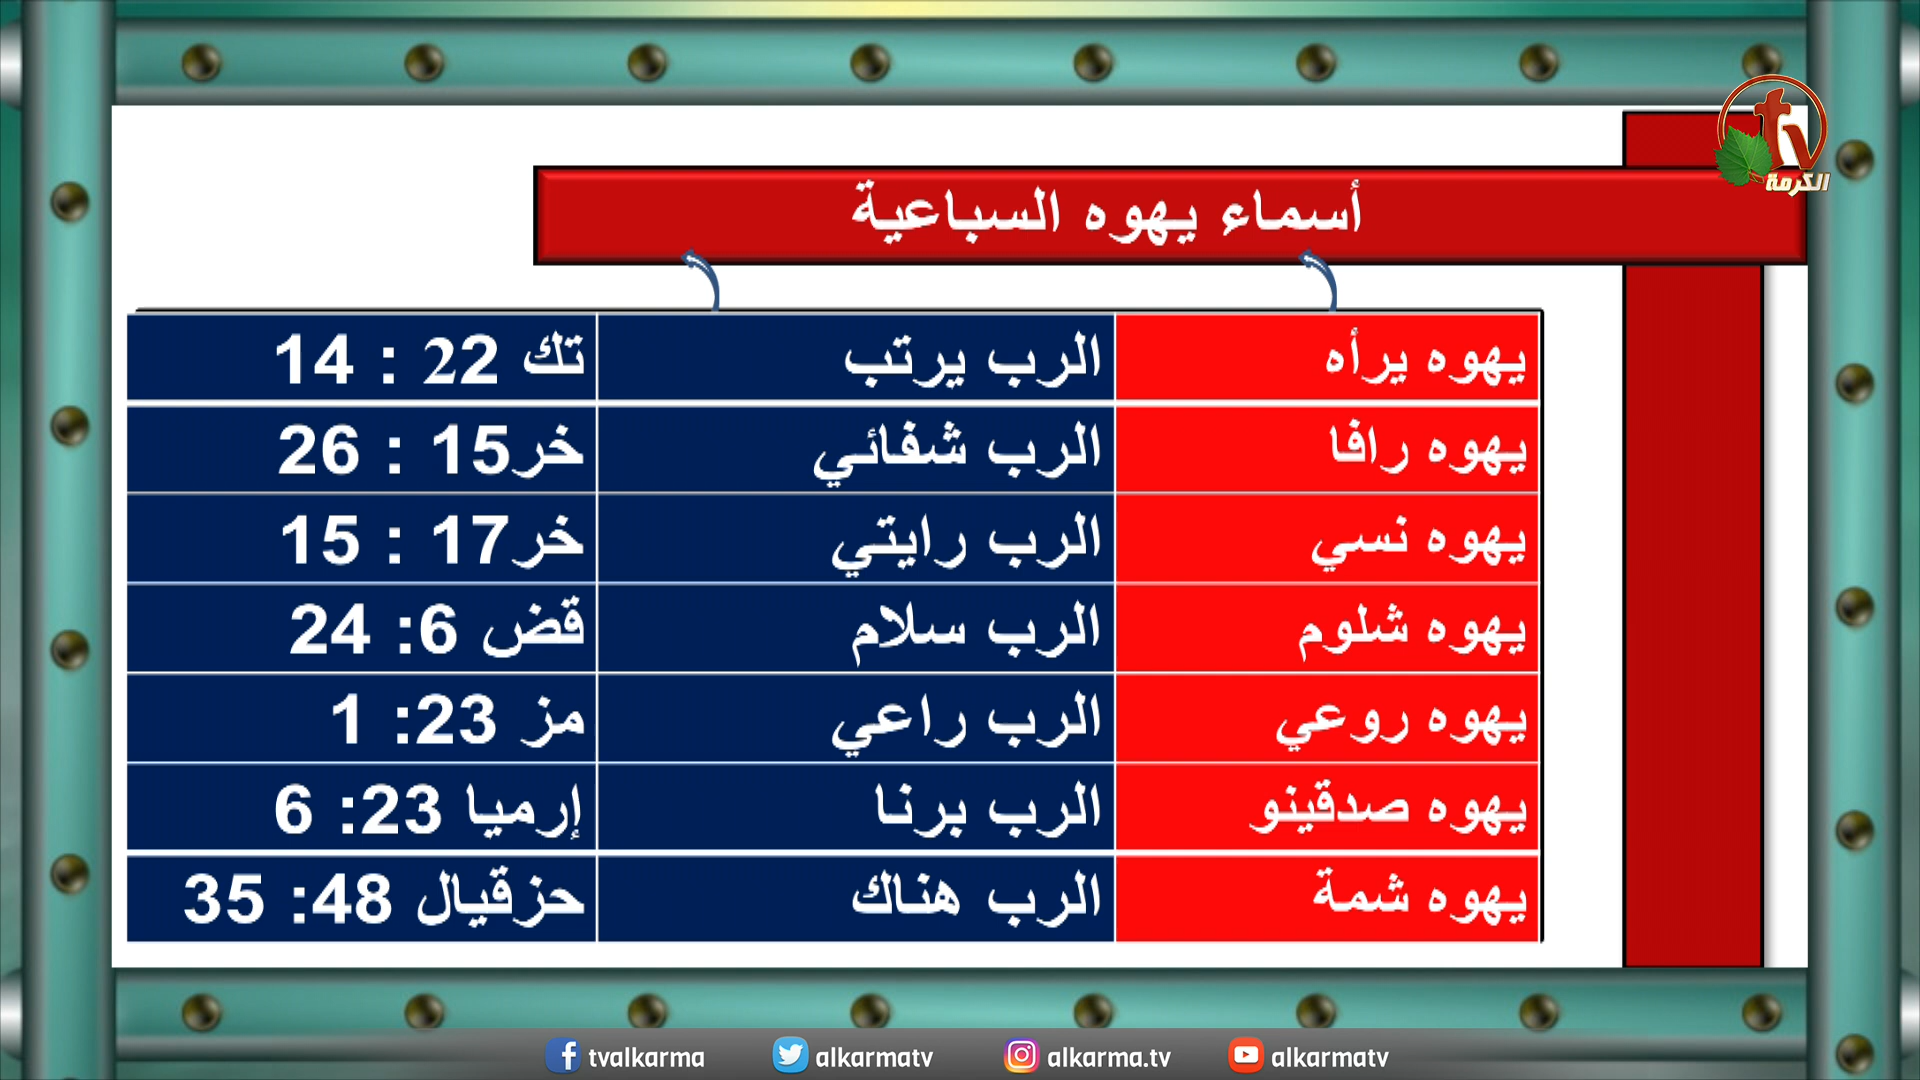 tv
الكرمة
أسماء يهوه السباعية
يهوه يرأه الرب يرتب تك 22 : 14
يهوه رافا الرب شفائي خر15 : 26
يهوه نسي الرب رايتي خر17 : 15
يهوه شلوم الرب سلام قض 6: 24
يهوه روعي الرب راعي مز 23: 1
يهوه صدقينو الرب برنا إرميا 23: 6
يهوه شمة الرب هناك حزقيال 48: 35
tvalkarma alkarmatv alkarma.tv alkarmatv